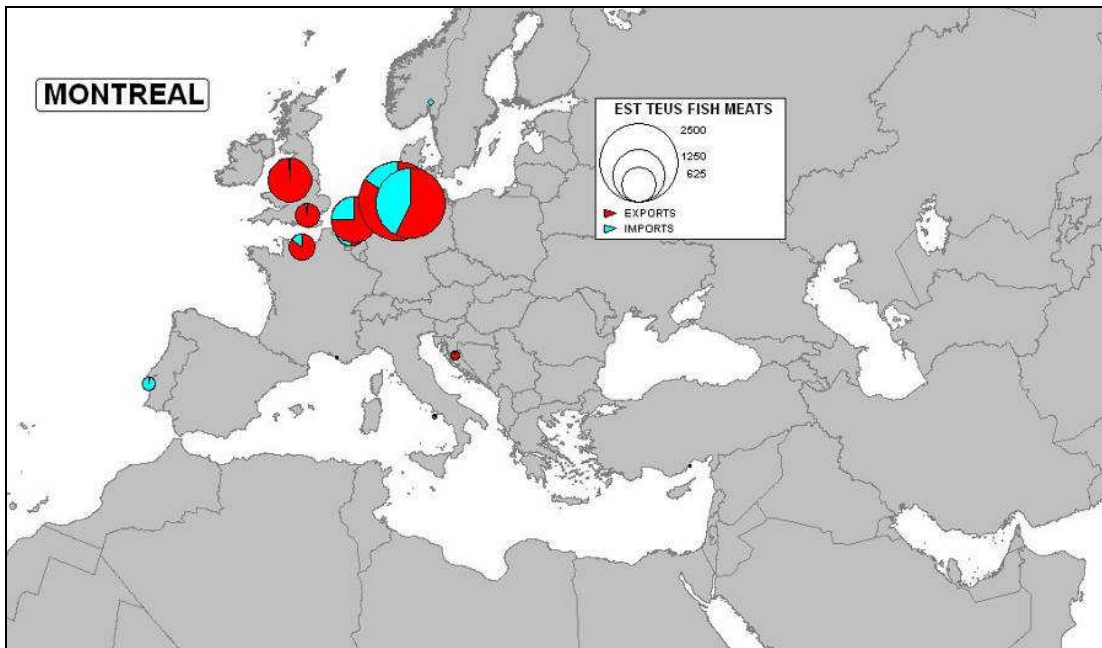 MONTREAL
EST TEUS FISH MEATS
2500
1250
625
EXPORTS
IMPORTS